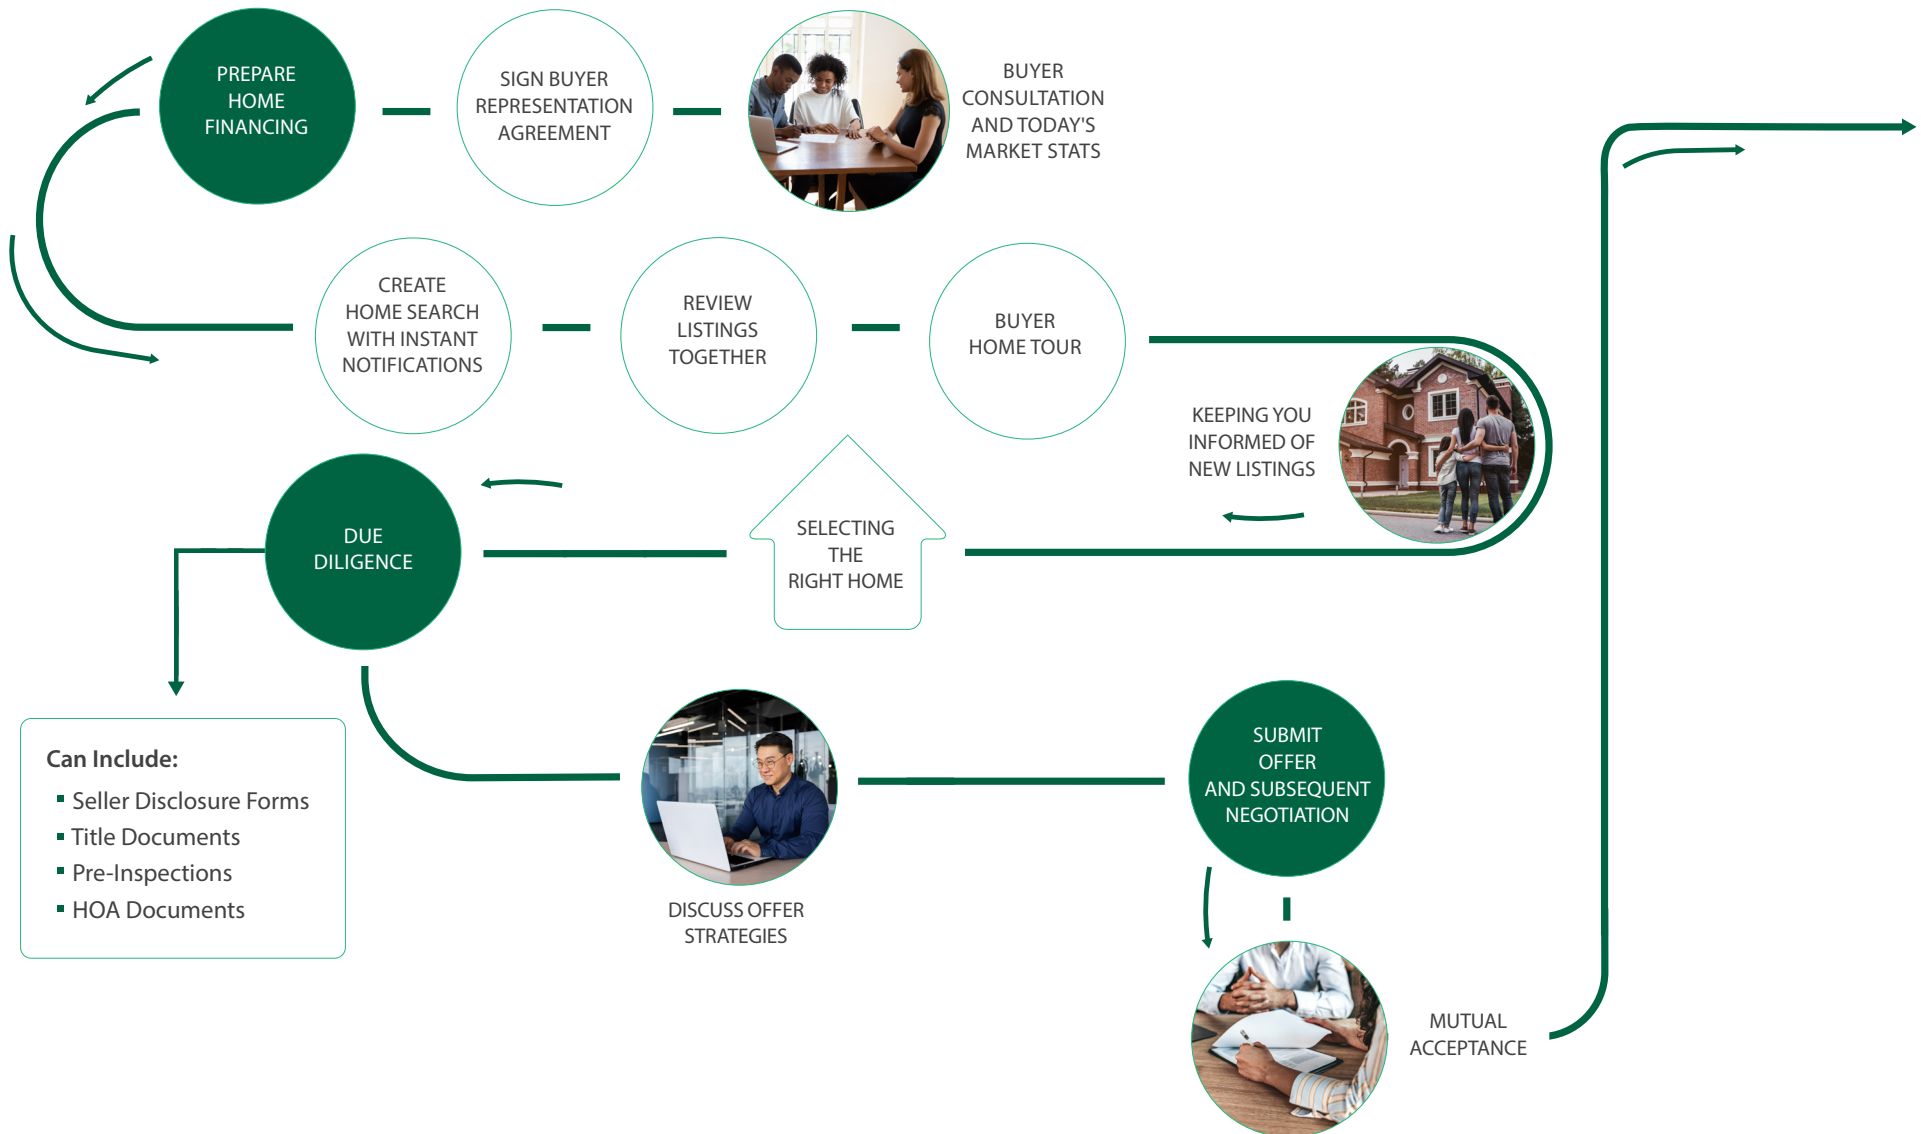 PREPARE
HOME
FINANCING
SIGN BUYER
REPRESENTATION
AGREEMENT
BUYER
CONSULTATION
AND TODAY'S
MARKET STATS
CREATE
HOME SEARCH
WITH INSTANT
NOTIFICATIONS
REVIEW
LISTINGS
TOGETHER
BUYER
HOME TOUR
KEEPING YOU
INFORMED OF
NEW LISTINGS
SELECTING
THE
RIGHT HOME
DUE
DILIGENCE
Can Include:
▪ Seller Disclosure Forms
▪ Title Documents
▪ Pre-Inspections
▪ HOA Documents
DISCUSS OFFER
STRATEGIES
SUBMIT
OFFER
AND SUBSEQUENT
NEGOTIATION
MUTUAL
ACCEPTANCE